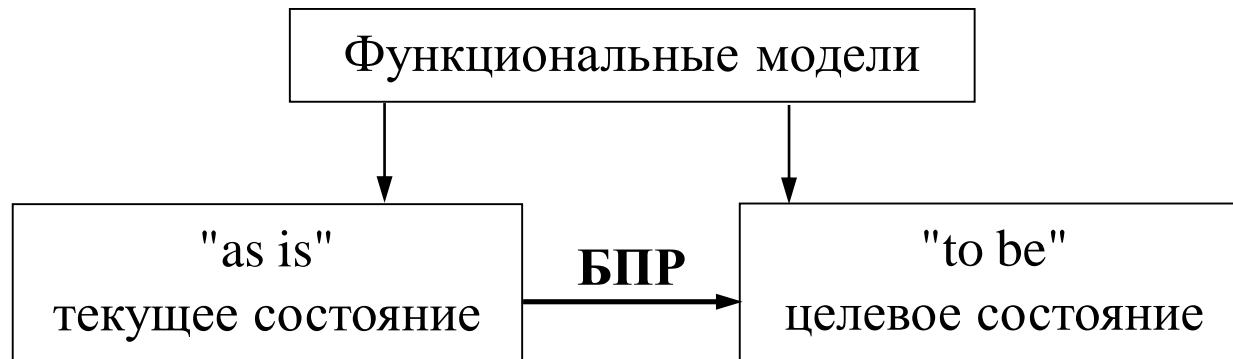 Функциональные модели
"as is"
текущее состояние
БПР
"to be"
целевое состояние